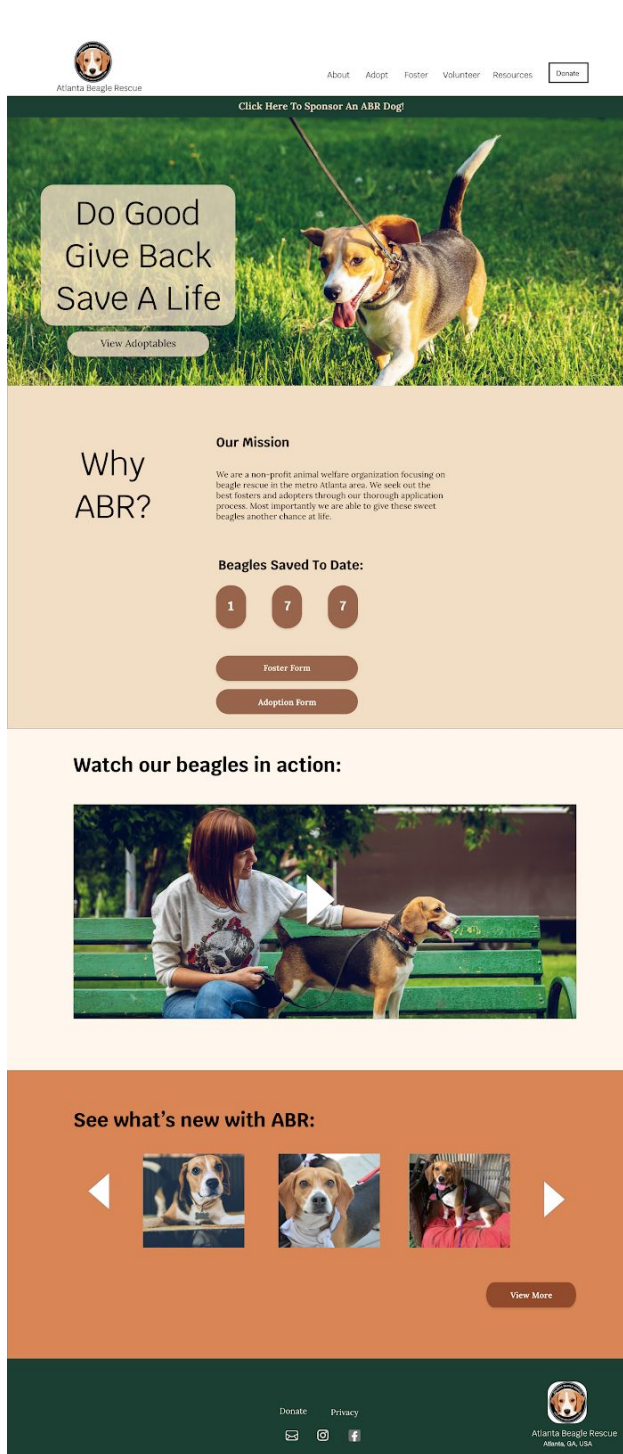 Atlanta Beagle Rescue
About Adopt Foster Volunteer Resources Donate
Click Here To Sponsor An ABR Dog!
Do Good
Give Back
Save A Life
View Adoptables
Why
ABR?
Our Mission
We are a non-profit animal welfare organization focusing on
beagle rescue in the metro Atlanta area. We seek out the
best fosters and adopters through our thorough application
process. Most importantly we are able to give these sweet
beagles another chance at life.
Beagles Saved To Date:
1 7 7
Foster Form
Adoption Form
Watch our beagles in action:
See what's new with ABR:
View More
Donate Privacy
Atlanta Beagle Rescue
Atlanta, GA, USA